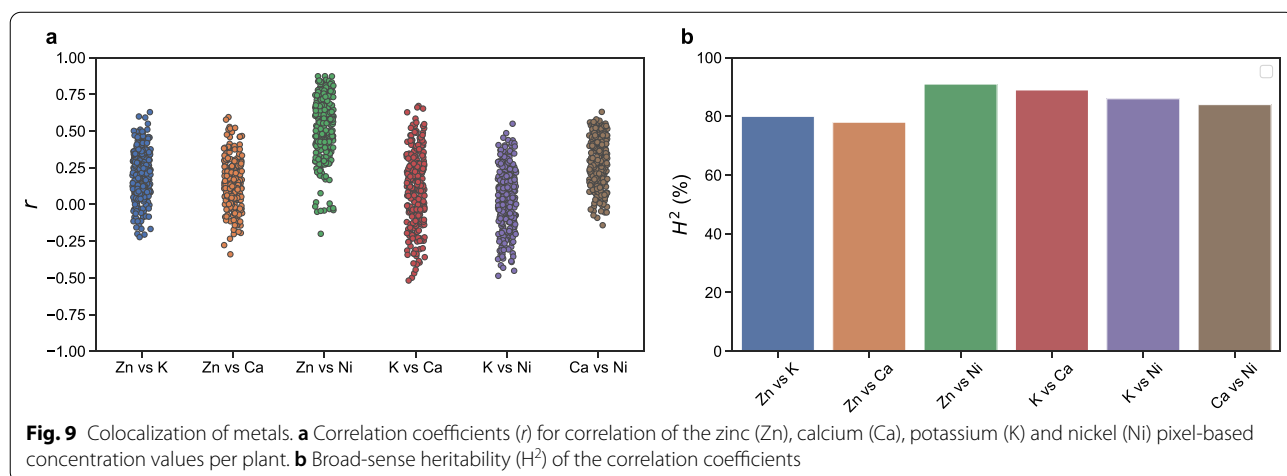 a
1.00
0.75
0.50
0.25
0.00
−0.25
−0.50
−0.75
−1.00
r
Zn vs K Zn vs Ca Zn vs Ni K vs Ca K vs Ni Ca vs Ni
b
100
80
60
40
20
0
H² (%)
Zn vs K Zn vs Ca Zn vs Ni K vs Ca K vs Ni Ca vs Ni
Fig. 9 Colocalization of metals. a Correlation coefficients (r) for correlation of the zinc (Zn), calcium (Ca), potassium (K) and nickel (Ni) pixel-based
concentration values per plant. b Broad-sense heritability (H²) of the correlation coefficients